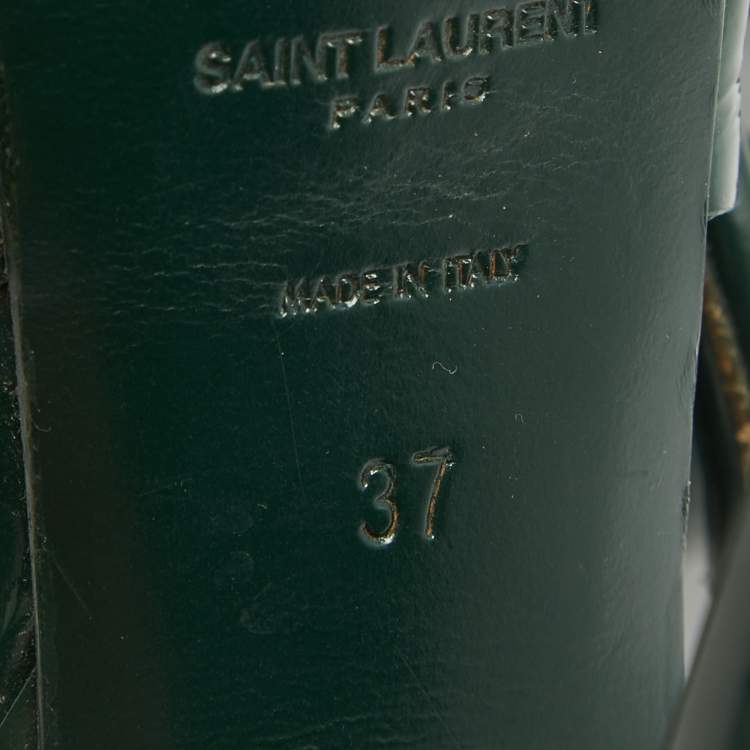 SAINT LAURENT
PARIS
MADE IN ITALY
37